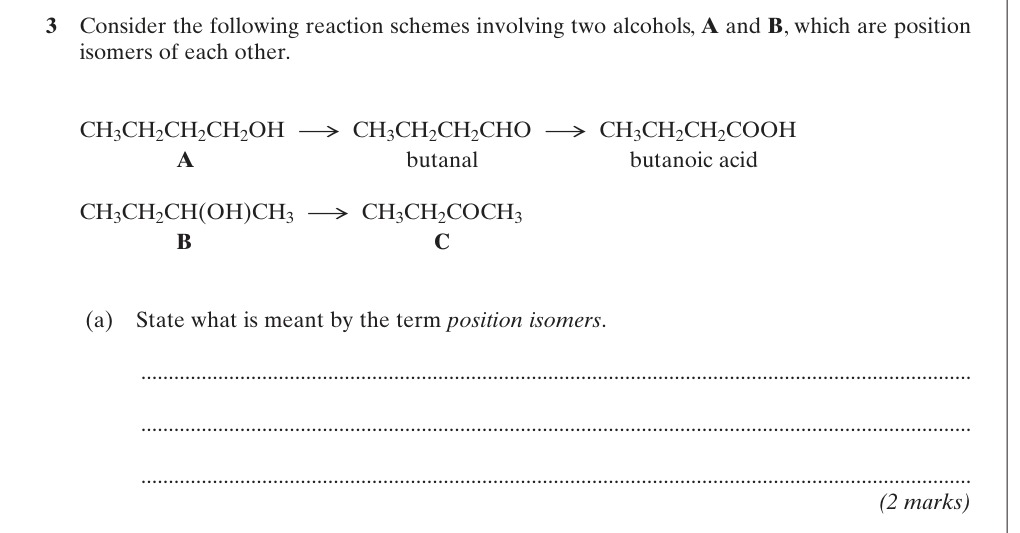 3 Consider the following reaction schemes involving two alcohols, A and B, which are position
isomers of each other.
CH₃CH₂CH₂CH₂OH ⟶ CH₃CH₂CH₂CHO ⟶ CH₃CH₂CH₂COOH
A butanal butanoic acid
CH₃CH₂CH(OH)CH₃ ⟶ CH₃CH₂COCH₃
B C
(a) State what is meant by the term position isomers.
(2 marks)